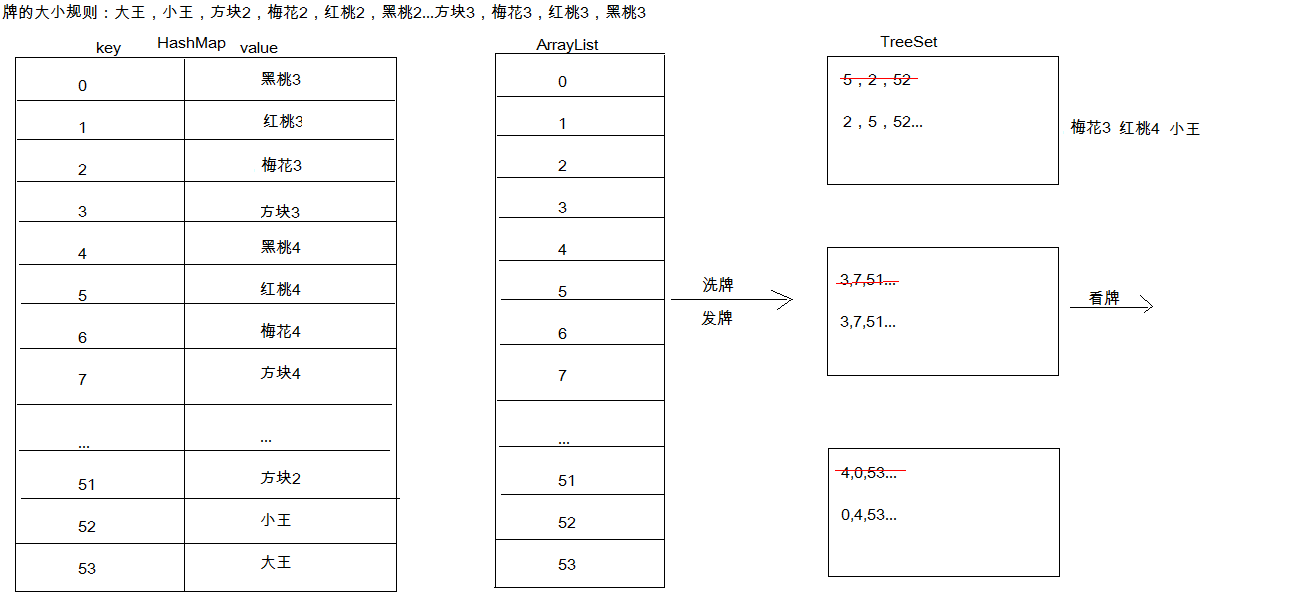 牌的大小规则：大王，小王，方块2，梅花2，红桃2，黑桃2...方块3，梅花3，红桃3，黑桃3
key HashMap value
0 黑桃3
1 红桃3
2 梅花3
3 方块3
4 黑桃4
5 红桃4
6 梅花4
7 方块4
... ...
51 方块2
52 小王
53 大王
ArrayList
0
1
2
3
4
5
6
7
...
51
52
53
洗牌
发牌
TreeSet
5，2，52
2，5，52...
梅花3 红桃4 小王
3,7,51...
3,7,51...
看牌
4,0,53...
0,4,53...